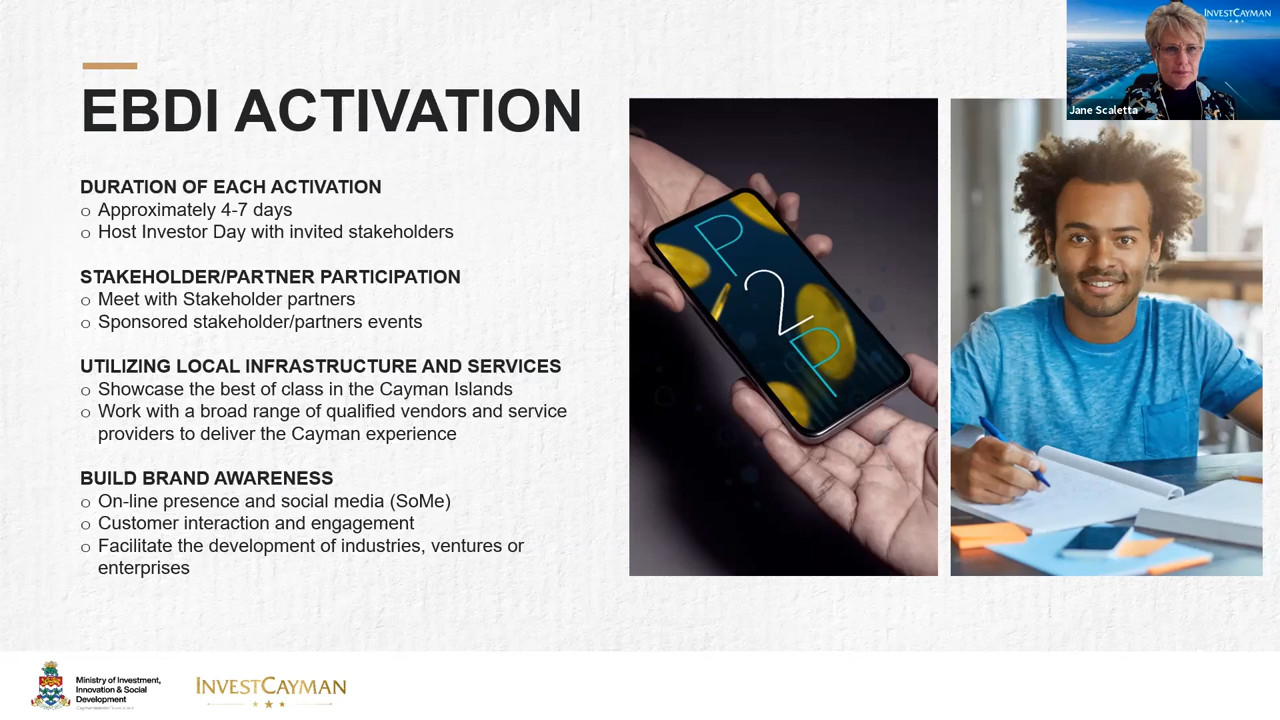 INVESTCAYMAN
Jane Scaletta
EBDI ACTIVATION
DURATION OF EACH ACTIVATION
o Approximately 4-7 days
o Host Investor Day with invited stakeholders
STAKEHOLDER/PARTNER PARTICIPATION
o Meet with Stakeholder partners
o Sponsored stakeholder/partners events
UTILIZING LOCAL INFRASTRUCTURE AND SERVICES
o Showcase the best of class in the Cayman Islands
o Work with a broad range of qualified vendors and service
providers to deliver the Cayman experience
BUILD BRAND AWARENESS
o On-line presence and social media (SoMe)
o Customer interaction and engagement
o Facilitate the development of industries, ventures or
enterprises
P2P
Ministry of Investment,
Innovation & Social
Development
INVESTCAYMAN